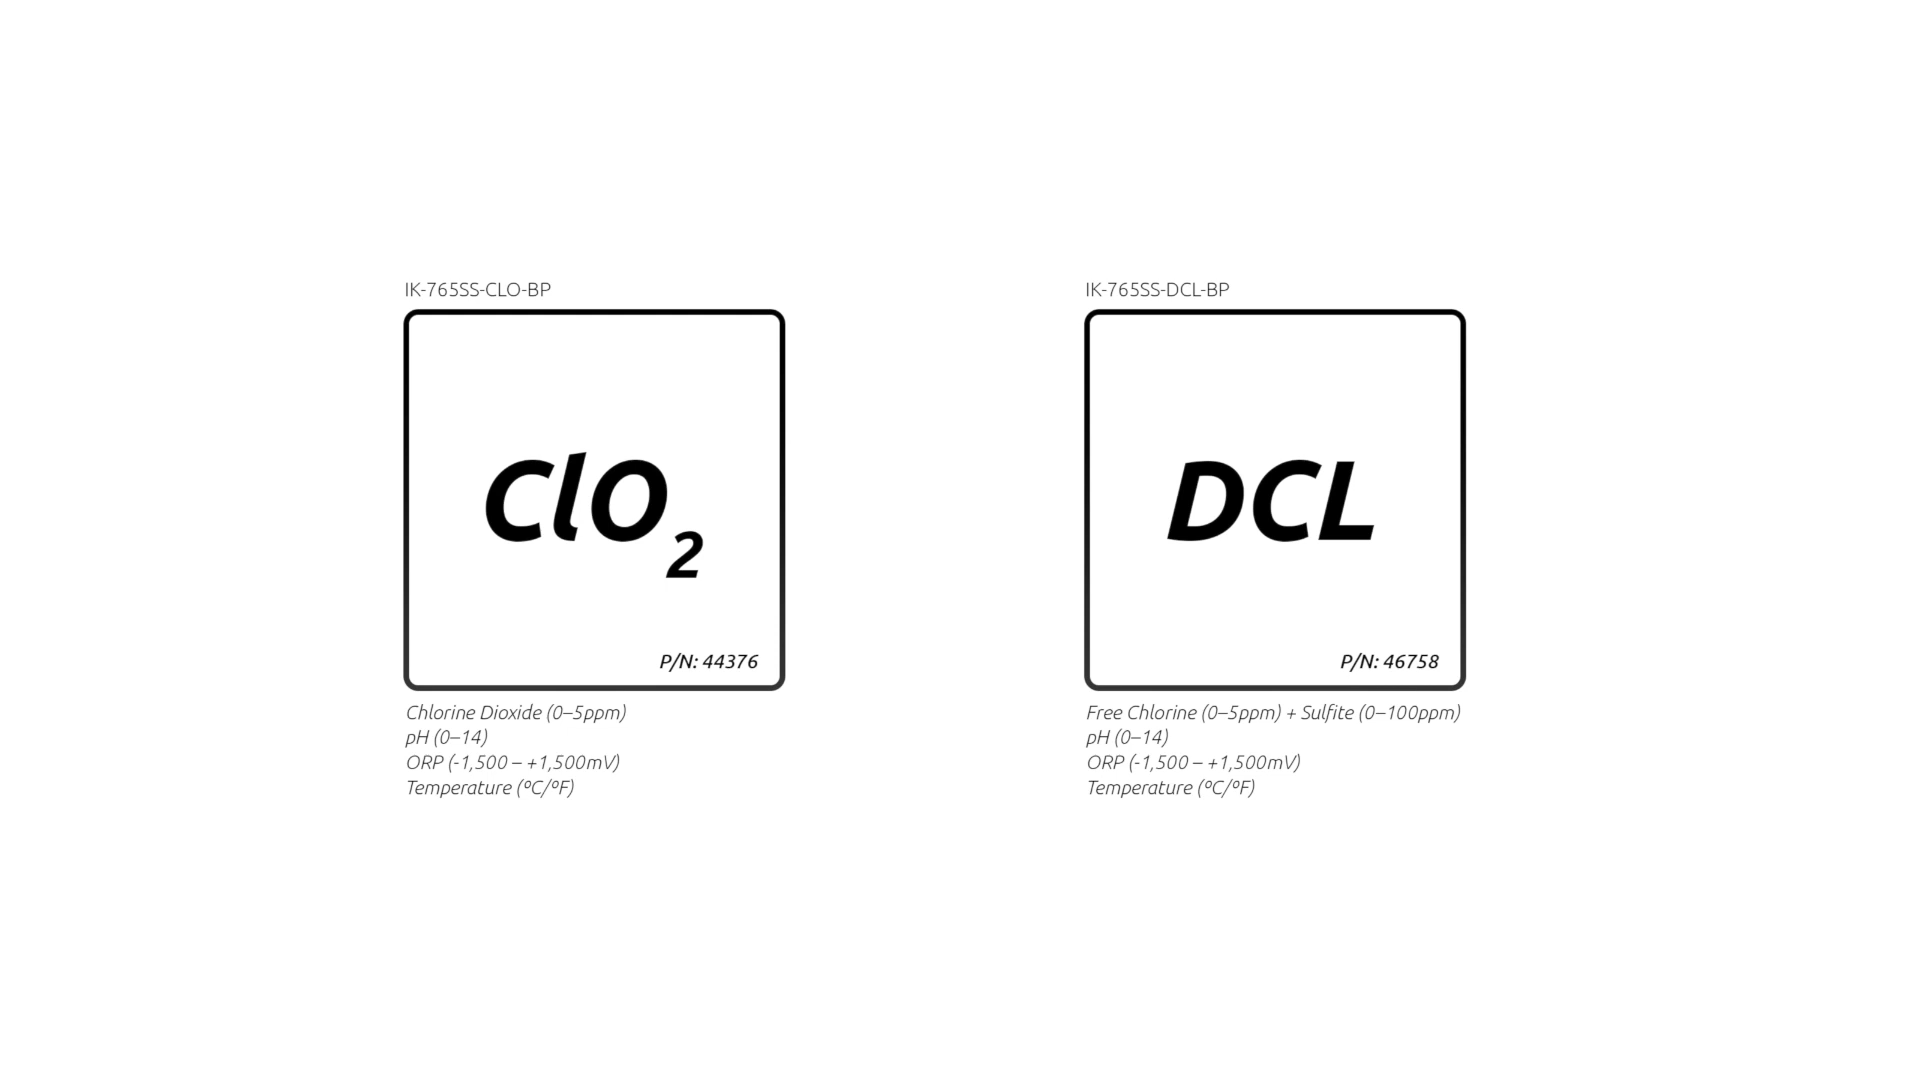 IK-765SS-CLO-BP
ClO₂
P/N: 44376
Chlorine Dioxide (0–5ppm)
pH (0–14)
ORP (-1,500 – +1,500mV)
Temperature (ºC/ºF)
IK-765SS-DCL-BP
DCL
P/N: 46758
Free Chlorine (0–5ppm) + Sulfite (0–100ppm)
pH (0–14)
ORP (-1,500 – +1,500mV)
Temperature (ºC/ºF)